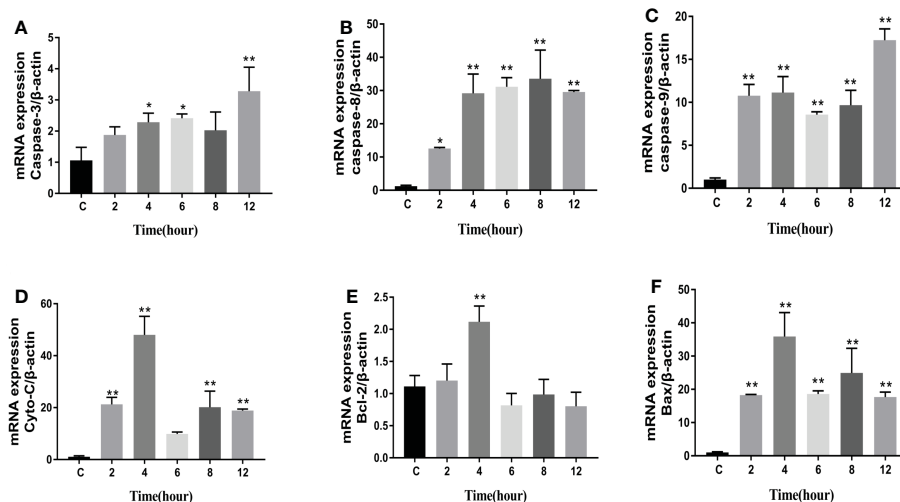 A
mRNA expression
Caspase-3/β-actin
5
4
3
2
1
0
* * ** 
C 2 4 6 8 12
Time(hour)
B
mRNA expression
caspase-8/β-actin
50
40
30
20
10
0
* ** ** ** **
C 2 4 6 8 12
Time(hour)
C
mRNA expression
caspase-9/β-actin
20
15
10
5
0
** ** ** ** **
C 2 4 6 8 12
Time(hour)
D
mRNA expression
Cyto-C/β-actin
60
40
20
0
** ** ** **
C 2 4 6 8 12
Time(hour)
E
mRNA expression
Bcl-2/β-actin
2.5
2.0
1.5
1.0
0.5
0.0
**
C 2 4 6 8 12
Time(hour)
F
mRNA expression
Bax/β-actin
50
40
30
20
10
0
** ** ** ** **
C 2 4 6 8 12
Time(hour)